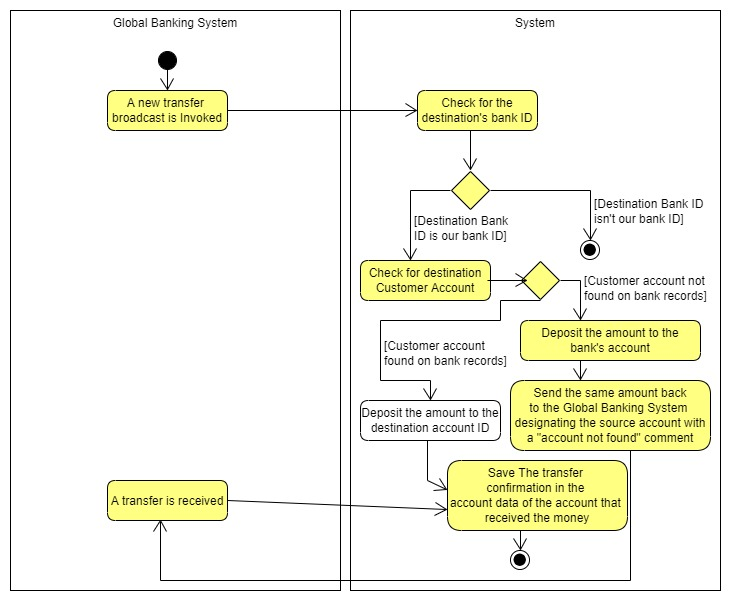 Global Banking System
System
A new transfer
broadcast is Invoked
Check for the
destination's bank ID
[Destination Bank ID
isn't our bank ID]
[Destination Bank
ID is our bank ID]
Check for destination
Customer Account
[Customer account not
found on bank records]
Deposit the amount to the
bank's account
[Customer account
found on bank records]
Send the same amount back
to the Global Banking System
designating the source account with
a "account not found" comment
Deposit the amount to the
destination account ID
Save The transfer
confirmation in the
account data of the account that
received the money
A transfer is received